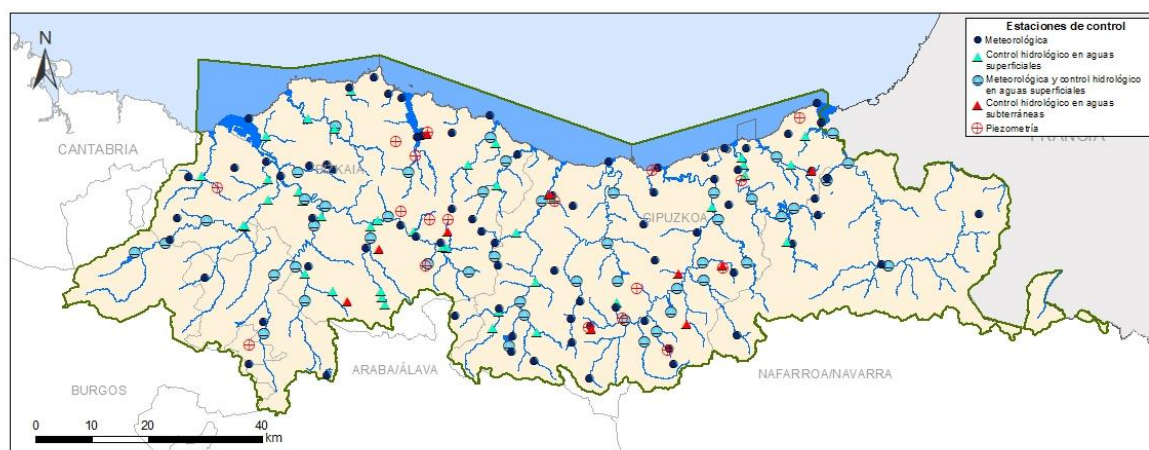 N
Estaciones de control
Meteorológica
Control hidrológico en aguas
superficiales
Meteorológica y control hidrológico
en aguas superficiales
Control hidrológico en aguas
subterráneas
Piezometría
FRANCIA
CANTABRIA
BIZKAIA
GIPUZKOA
ARABA/ÁLAVA
NAFARROA/NAVARRA
BURGOS
0 10 20 40
km